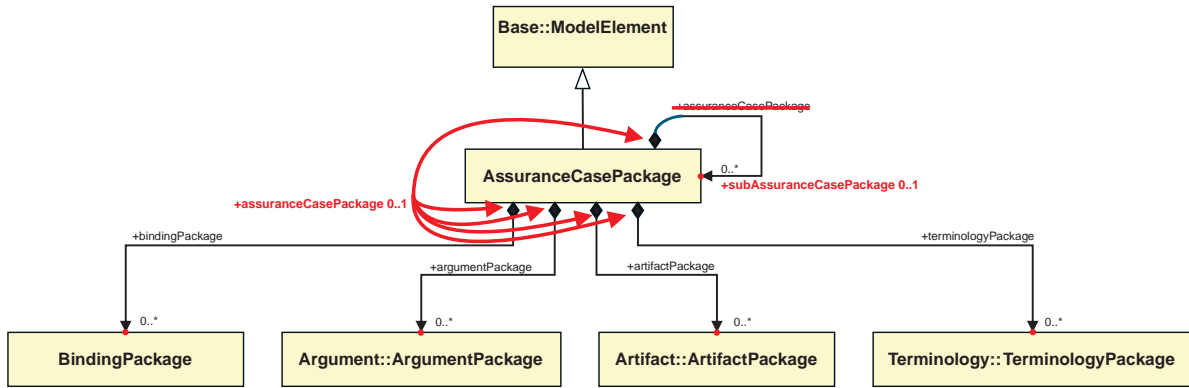 Base::ModelElement
+assuranceCasePackage
0..*
AssuranceCasePackage
+subAssuranceCasePackage 0..1
+assuranceCasePackage 0..1
+bindingPackage
+terminologyPackage
+argumentPackage
+artifactPackage
0..*
0..*
0..*
0..*
BindingPackage
Argument::ArgumentPackage
Artifact::ArtifactPackage
Terminology::TerminologyPackage